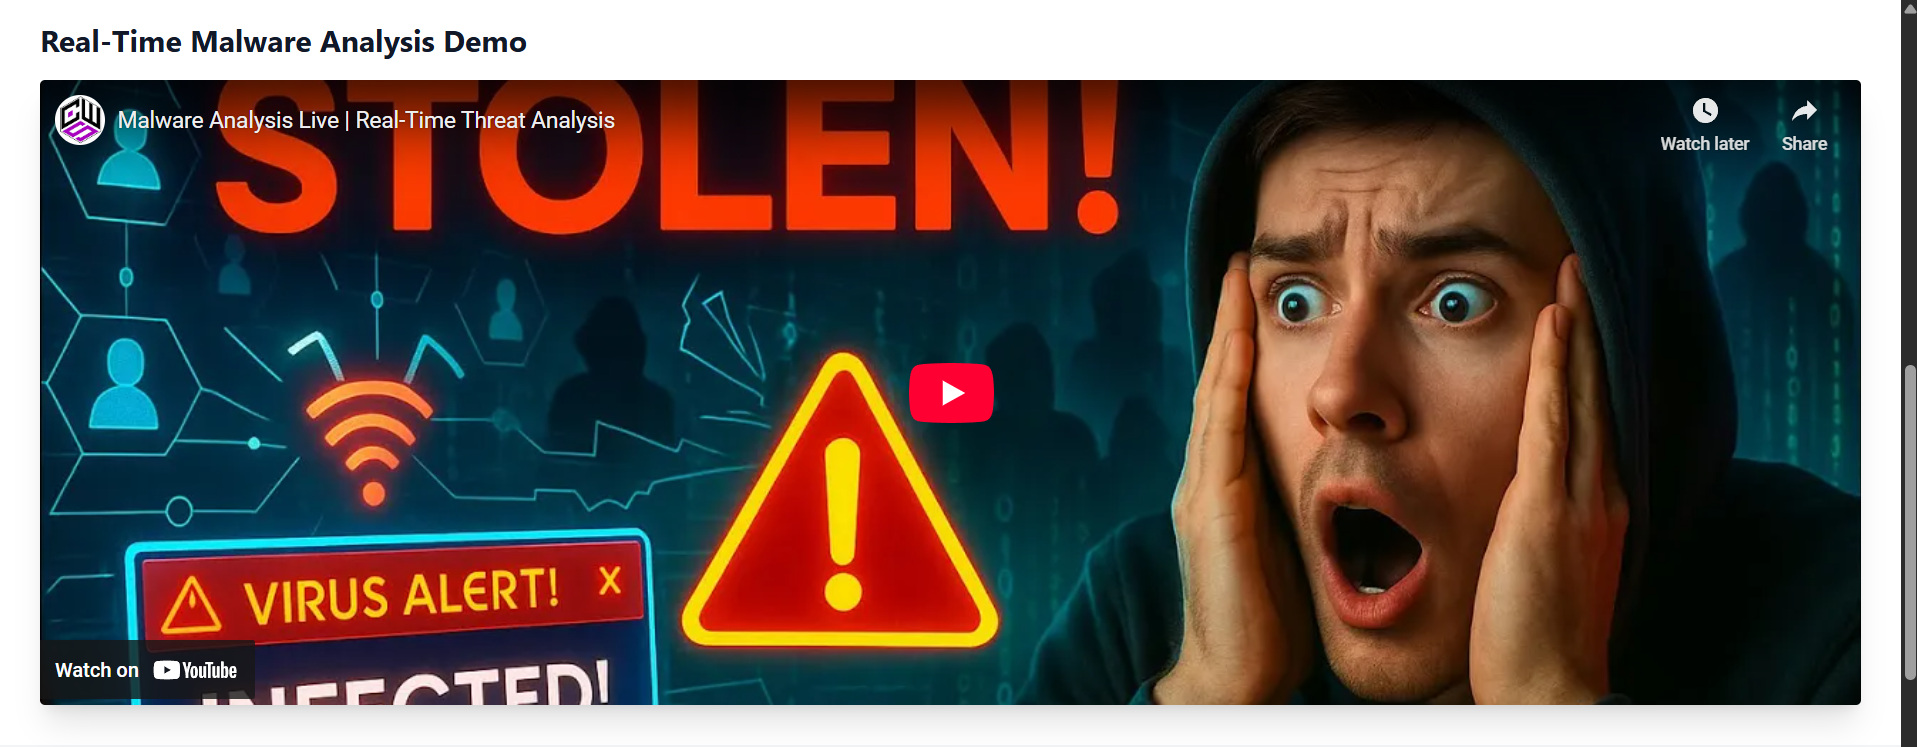 Real-Time Malware Analysis Demo
Malware Analysis Live | Real-Time Threat Analysis
Watch later
Share
STOLEN!
VIRUS ALERT! X
INFECTED!
Watch on YouTube